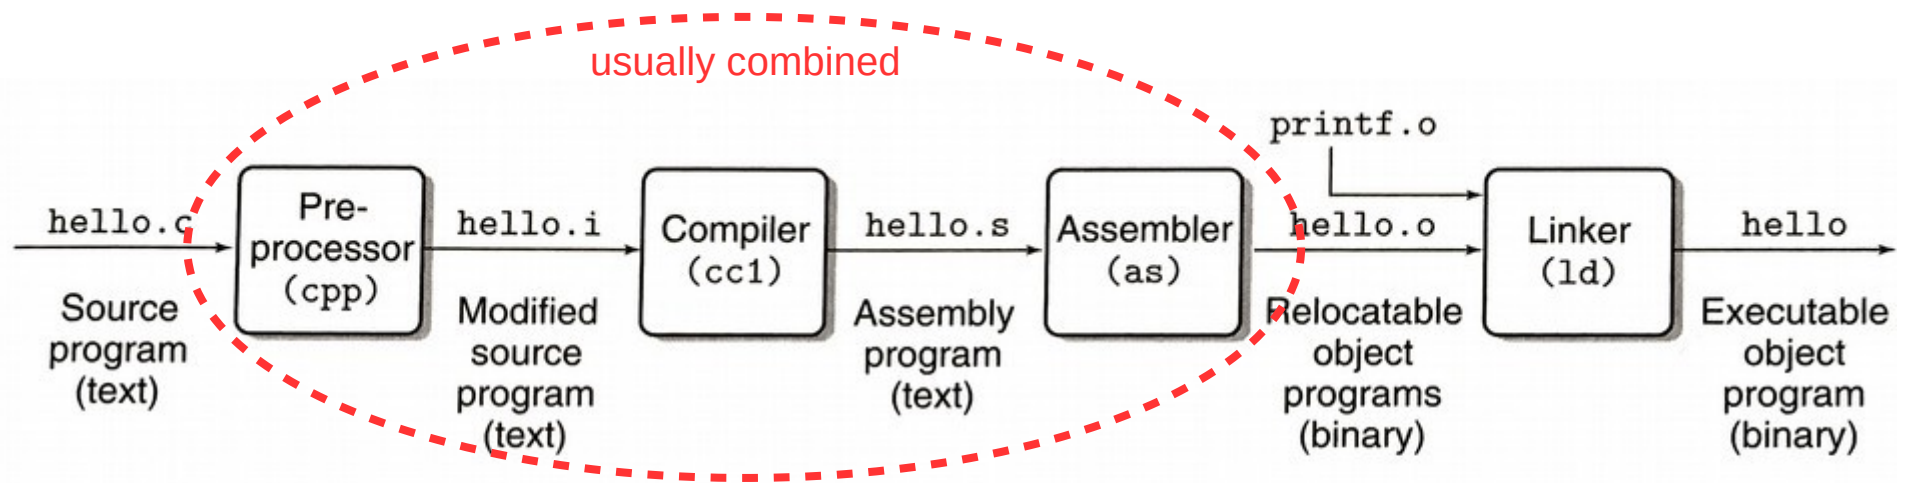 usually combined
printf.o
hello.c
Pre-
processor
(cpp)
hello.i
Compiler
(cc1)
hello.s
Assembler
(as)
hello.o
Linker
(ld)
hello
Source
program
(text)
Modified
source
program
(text)
Assembly
program
(text)
Relocatable
object
programs
(binary)
Executable
object
program
(binary)